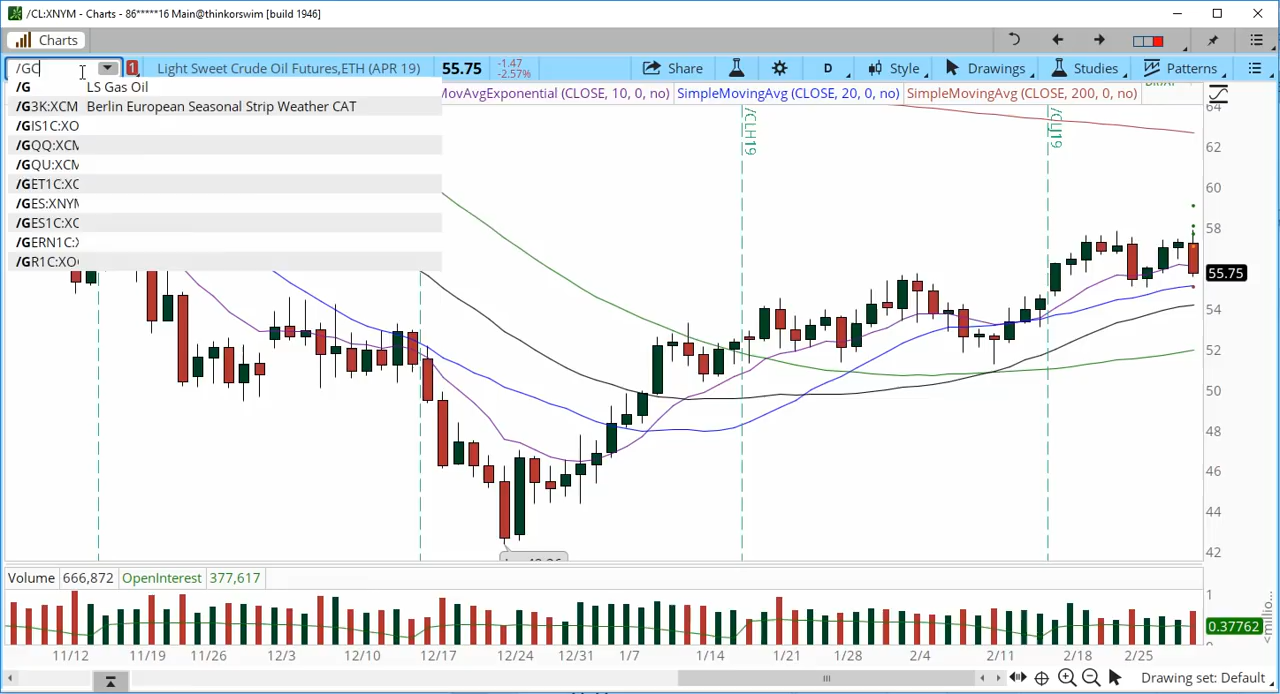 /CL:XNYM - Charts - 86*****16 Main@thinkorswim [build 1946]
Charts
/GC
1
Light Sweet Crude Oil Futures,ETH (APR 19)
55.75
-1.47
-2.57%
Share
D
Style
Drawings
Studies
Patterns
/G LS Gas Oil
/G3K:XCM Berlin European Seasonal Strip Weather CAT
/GIS1C:XO
/GQQ:XCM
/GQU:XCM
/GET1C:XC
/GES:XNYM
/GES1C:XC
/GERN1C:X
/GR1C:XO
MovAvgExponential (CLOSE, 10, 0, no)
SimpleMovingAvg (CLOSE, 20, 0, no)
SimpleMovingAvg (CLOSE, 200, 0, no)
/CLH19
/CLJ19
64
62
60
58
55.75
54
52
50
48
46
44
42
Volume 666,872 OpenInterest 377,617
1
0.37762
<millio...
11/12 11/19 11/26 12/3 12/10 12/17 12/24 12/31 1/7 1/14 1/21 1/28 2/4 2/11 2/18 2/25
Drawing set: Default